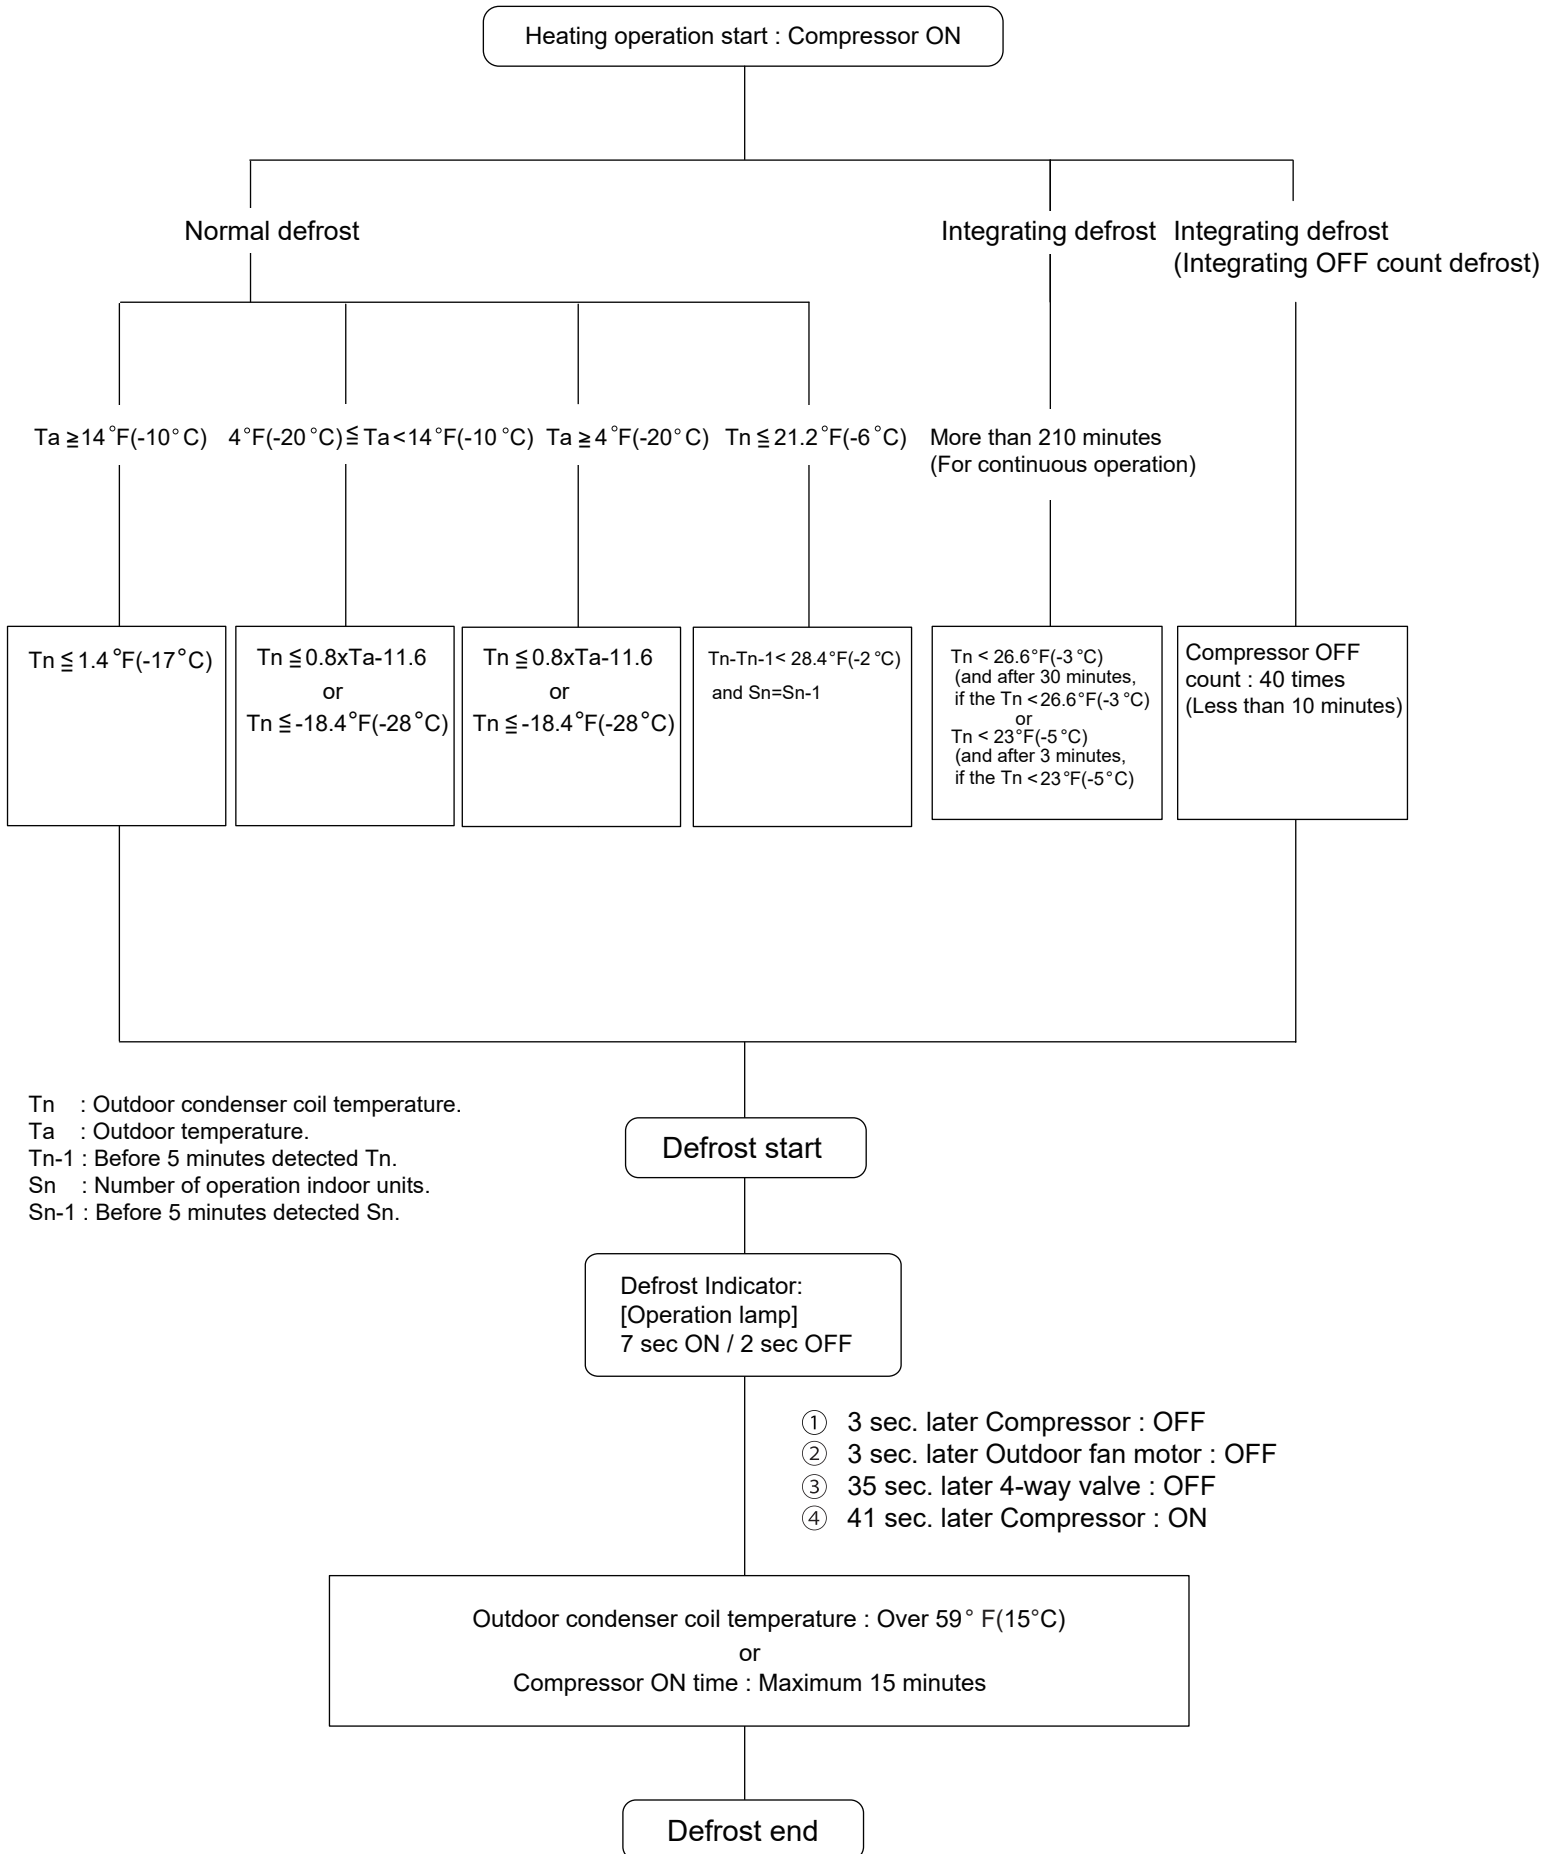 Heating operation start : Compressor ON
Normal defrost
Integrating defrost
Integrating defrost
(Integrating OFF count defrost)
Ta ≧ 14°F(-10°C)
4°F(-20°C) ≦ Ta < 14°F(-10°C)
Ta ≧ 4°F(-20°C)
Tn ≦ 21.2°F(-6°C)
More than 210 minutes
(For continuous operation)
Tn ≦ 1.4°F(-17°C)
Tn ≦ 0.8xTa-11.6
or
Tn ≦ -18.4°F(-28°C)
Tn ≦ 0.8xTa-11.6
or
Tn ≦ -18.4°F(-28°C)
Tn-Tn-1 < 28.4°F(-2°C)
and Sn=Sn-1
Tn < 26.6°F(-3°C)
(and after 30 minutes,
if the Tn < 26.6°F(-3°C)
or
Tn < 23°F(-5°C)
(and after 3 minutes,
if the Tn < 23°F(-5°C)
Compressor OFF
count : 40 times
(Less than 10 minutes)
Tn : Outdoor condenser coil temperature.
Ta : Outdoor temperature.
Tn-1 : Before 5 minutes detected Tn.
Sn : Number of operation indoor units.
Sn-1 : Before 5 minutes detected Sn.
Defrost start
Defrost Indicator:
[Operation lamp]
7 sec ON / 2 sec OFF
① 3 sec. later Compressor : OFF
② 3 sec. later Outdoor fan motor : OFF
③ 35 sec. later 4-way valve : OFF
④ 41 sec. later Compressor : ON
Outdoor condenser coil temperature : Over 59° F(15°C)
or
Compressor ON time : Maximum 15 minutes
Defrost end